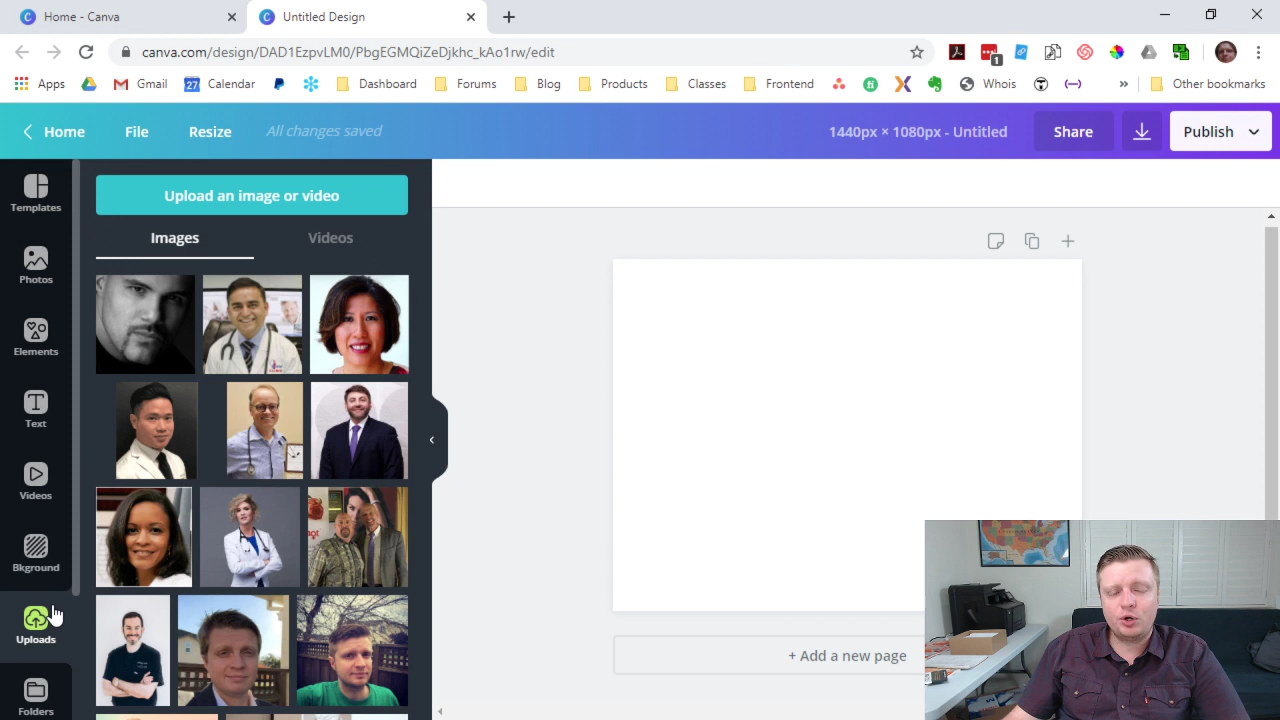 Home - Canva
Untitled Design
canva.com/design/DAD1EzpvLM0/PbgEGMQiZeDjkhc_kAo1rw/edit
1
Apps
Gmail
27
Calendar
Dashboard
Forums
Blog
Products
Classes
Frontend
Whois
Other bookmarks
Home
File
Resize
All changes saved
1440px × 1080px - Untitled
Share
Publish
Templates
Photos
Elements
Text
Videos
Bkground
Uploads
Folders
Upload an image or video
Images
Videos
+ Add a new page